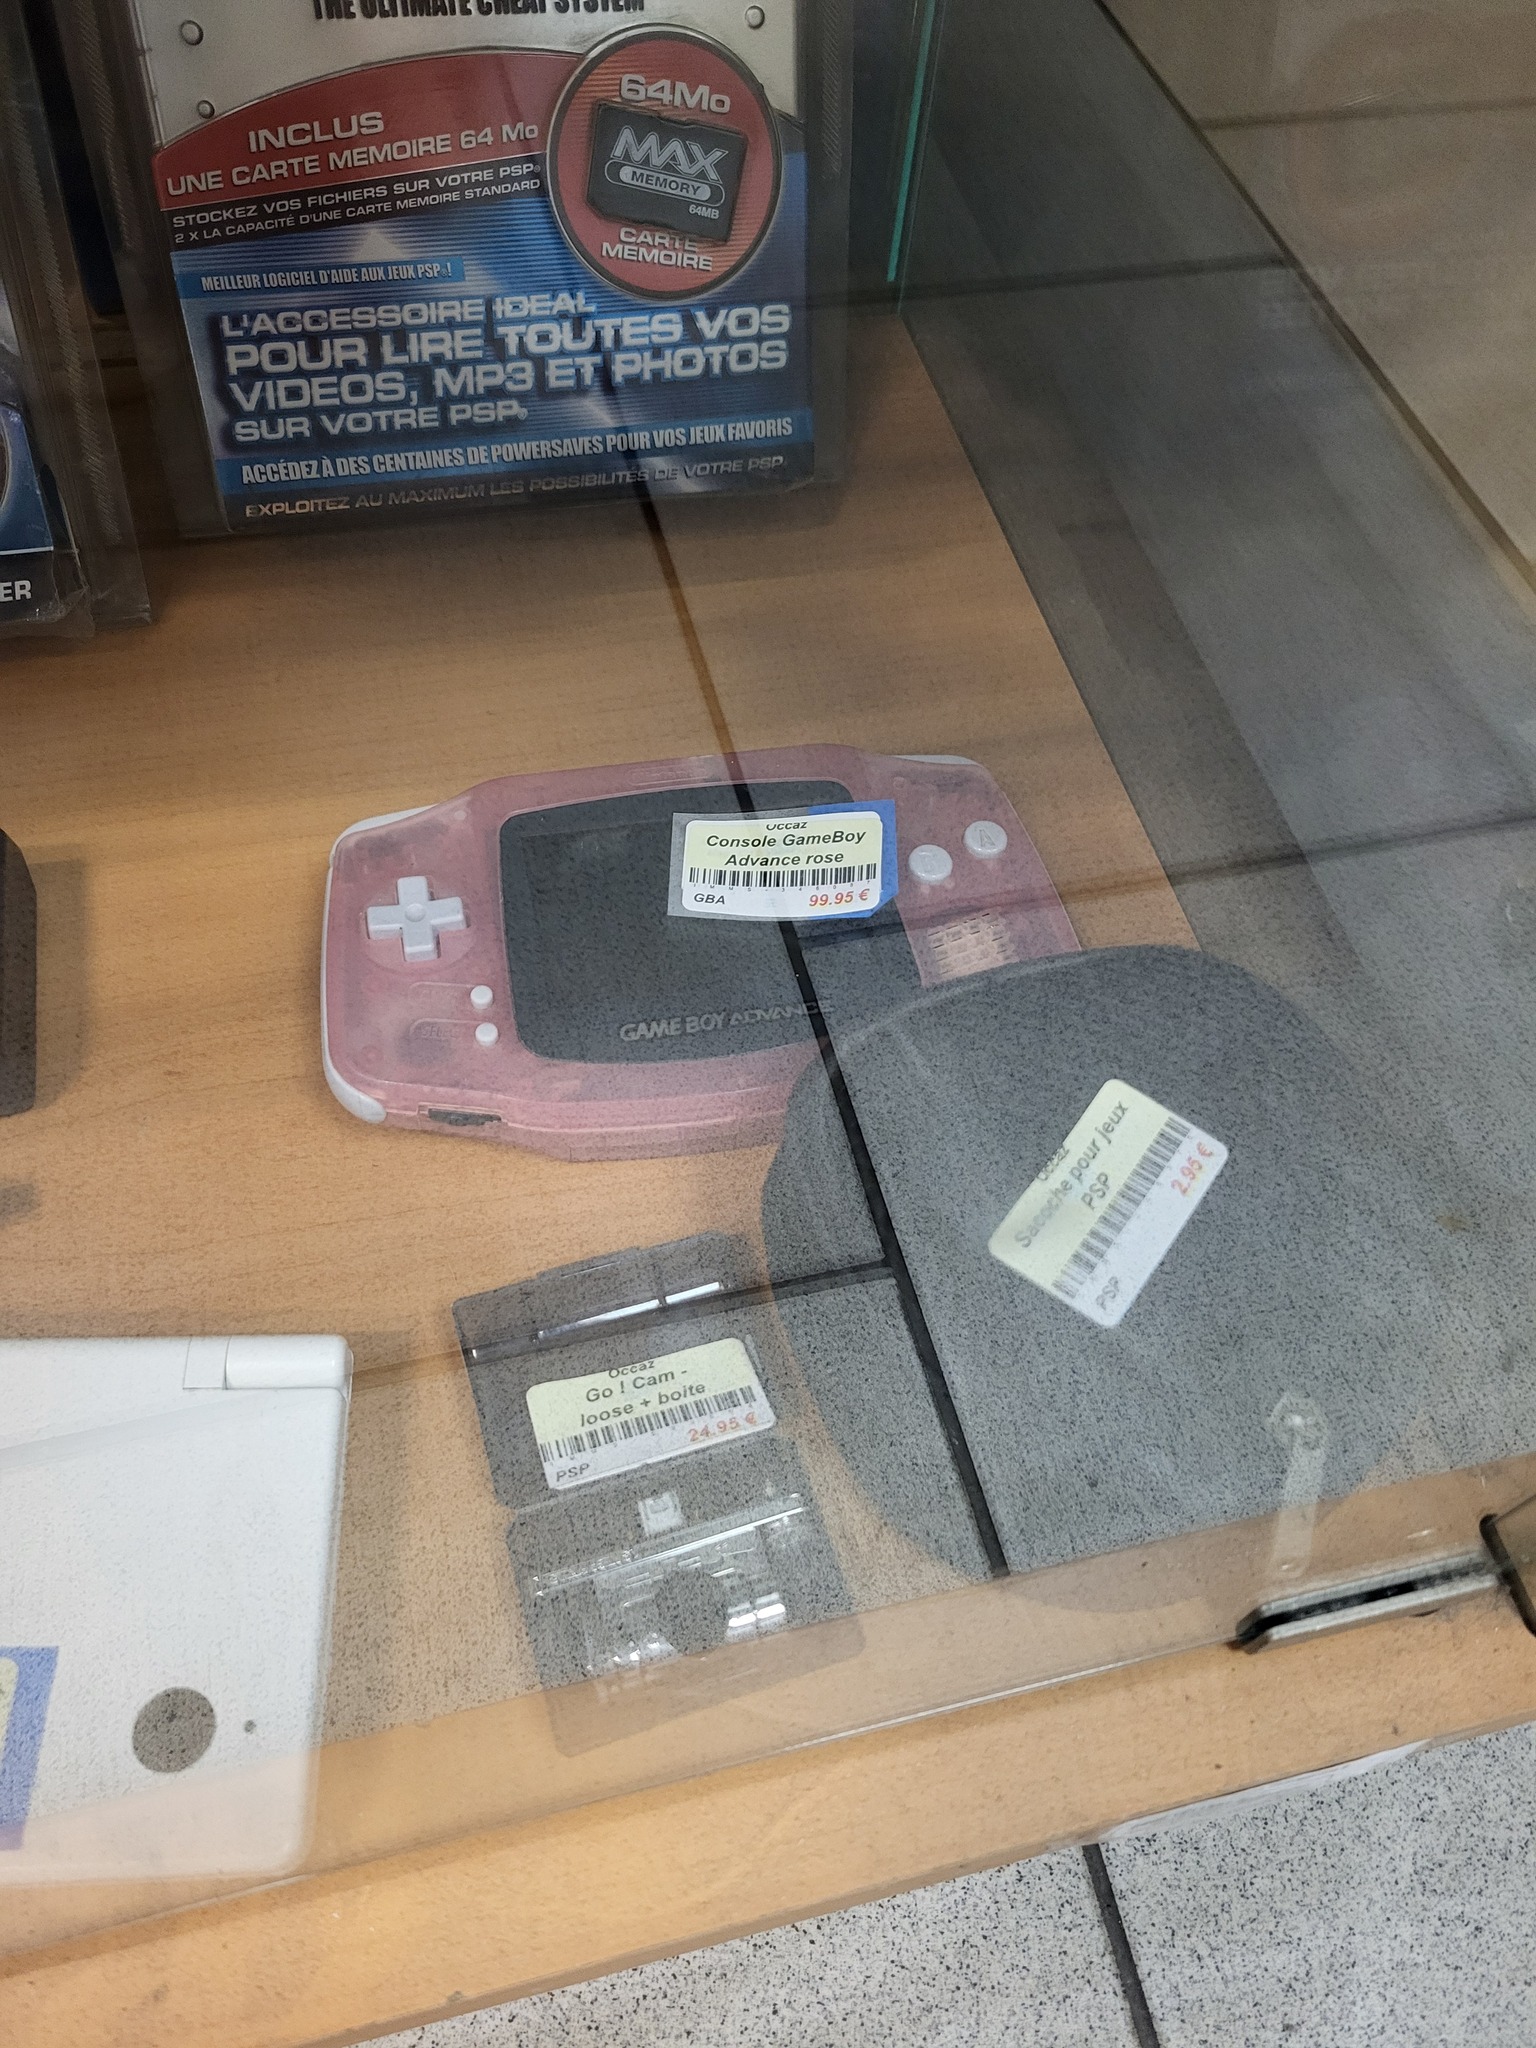 THE ULTIMATE CHEAT SYSTEM
INCLUS
UNE CARTE MEMOIRE 64 Mo
STOCKEZ VOS FICHIERS SUR VOTRE PSP®
2 X LA CAPACITÉ D'UNE CARTE MEMOIRE STANDARD
64Mo
MAX
MEMORY
64MB
CARTE
MEMOIRE
MEILLEUR LOGICIEL D'AIDE AUX JEUX PSP®!
L'ACCESSOIRE IDEAL
POUR LIRE TOUTES VOS
VIDEOS, MP3 ET PHOTOS
SUR VOTRE PSP®
ACCÉDEZ À DES CENTAINES DE POWERSAVES POUR VOS JEUX FAVORIS
EXPLOITEZ AU MAXIMUM LES POSSIBILITÉS DE VOTRE PSP
ER
Occaz
Console GameBoy
Advance rose
GBA 99.95 €
A
GAME BOY ADVANCE
Occaz
Sacoche pour jeux
PSP
2.95 €
PSP
Occaz
Go ! Cam -
loose + boite
24.95 €
PSP